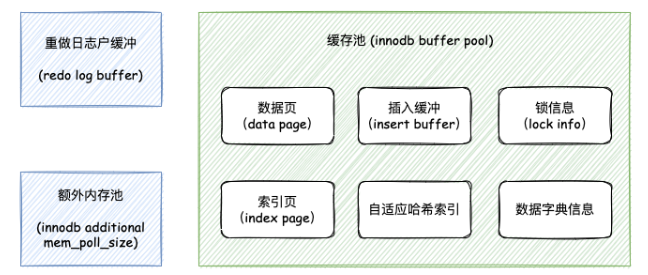 重做日志户缓冲
(redo log buffer)
额外内存池
(innodb additional
mem_poll_size)
缓存池 (innodb buffer pool)
数据页
(data page)
插入缓冲
(insert buffer)
锁信息
(lock info)
索引页
(index page)
自适应哈希索引
数据字典信息